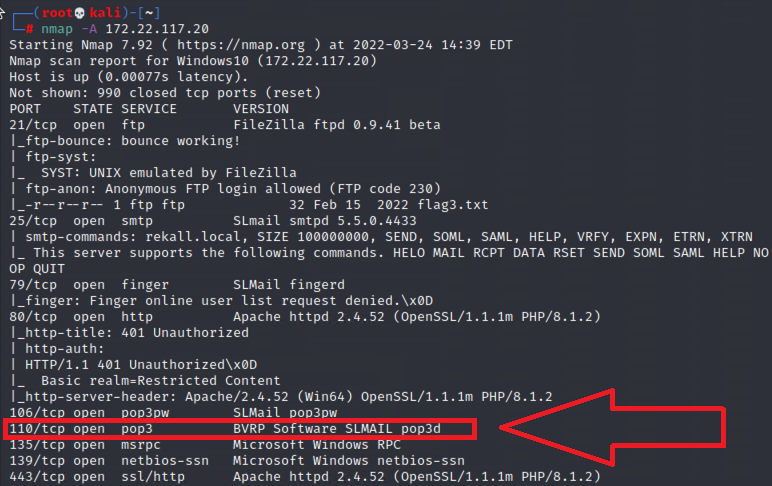 ┌──(root💀kali)-[~]
└─# nmap -A 172.22.117.20
Starting Nmap 7.92 ( https://nmap.org ) at 2022-03-24 14:39 EDT
Nmap scan report for Windows10 (172.22.117.20)
Host is up (0.00077s latency).
Not shown: 990 closed tcp ports (reset)
PORT    STATE SERVICE       VERSION
21/tcp  open  ftp           FileZilla ftpd 0.9.41 beta
|_ftp-bounce: bounce working!
| ftp-syst:
|_  SYST: UNIX emulated by FileZilla
| ftp-anon: Anonymous FTP login allowed (FTP code 230)
|_-r--r--r-- 1 ftp ftp             32 Feb 15  2022 flag3.txt
25/tcp  open  smtp          SLmail smtpd 5.5.0.4433
| smtp-commands: rekall.local, SIZE 100000000, SEND, SOML, SAML, HELP, VRFY, EXPN, ETRN, XTRN
|_ This server supports the following commands. HELO MAIL RCPT DATA RSET SEND SOML SAML HELP NO
OP QUIT
79/tcp  open  finger        SLMail fingerd
|_finger: Finger online user list request denied.\x0D
80/tcp  open  http          Apache httpd 2.4.52 (OpenSSL/1.1.1m PHP/8.1.2)
|_http-title: 401 Unauthorized
| http-auth:
| HTTP/1.1 401 Unauthorized\x0D
|_  Basic realm=Restricted Content
|_http-server-header: Apache/2.4.52 (Win64) OpenSSL/1.1.1m PHP/8.1.2
106/tcp open  pop3pw        SLMail pop3pw
110/tcp open  pop3          BVRP Software SLMAIL pop3d
135/tcp open  msrpc         Microsoft Windows RPC
139/tcp open  netbios-ssn   Microsoft Windows netbios-ssn
443/tcp open  ssl/http      Apache httpd 2.4.52 (OpenSSL/1.1.1m PHP/8.1.2)